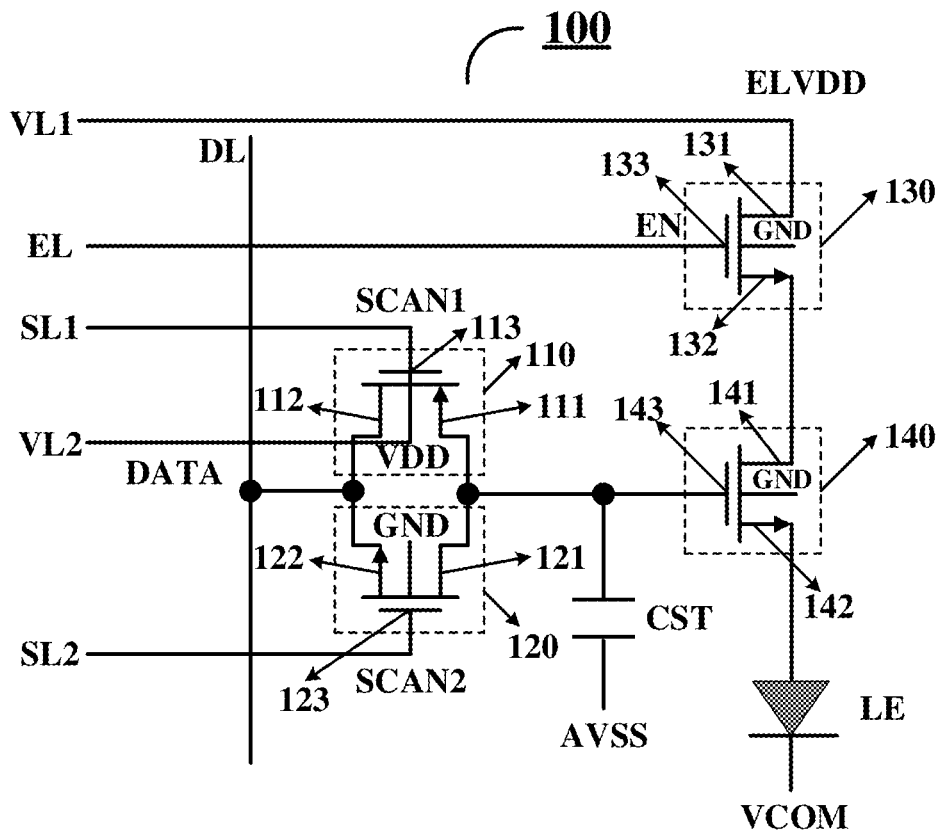 100
ELVDD
VL1
DL
133
131
130
EN
GND
EL
SCAN1
SL1
113
110
132
112
111
143
141
VL2
VDD
140
DATA
GND
GND
122
121
142
CST
120
SL2
123
SCAN2
LE
AVSS
VCOM